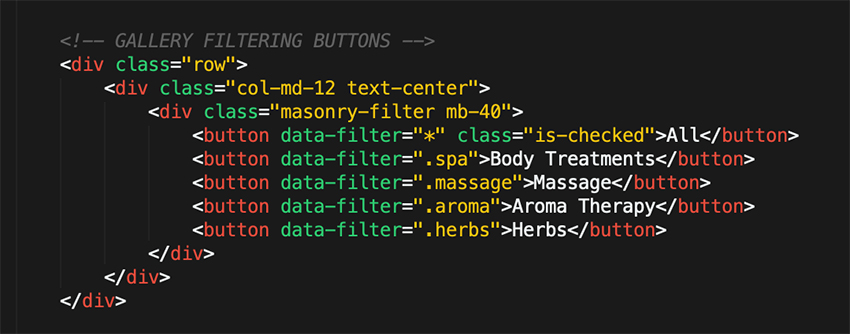 <!-- GALLERY FILTERING BUTTONS -->
<div class="row">
    <div class="col-md-12 text-center">
        <div class="masonry-filter mb-40">
            <button data-filter="*" class="is-checked">All</button>
            <button data-filter=".spa">Body Treatments</button>
            <button data-filter=".massage">Massage</button>
            <button data-filter=".aroma">Aroma Therapy</button>
            <button data-filter=".herbs">Herbs</button>
        </div>
    </div>
</div>